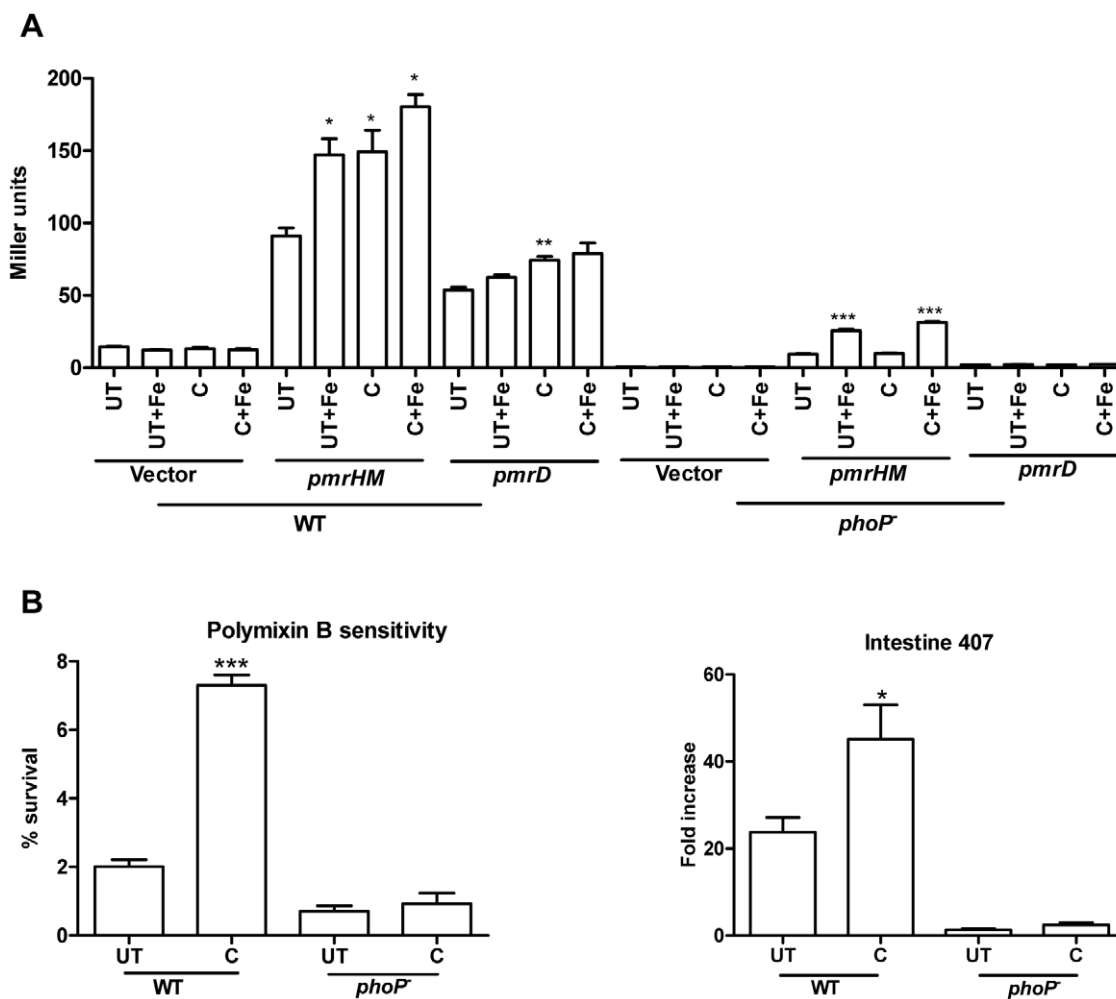 A
200
150
100
50
0
Miller units
* * *
**
*** ***
UT UT+Fe C C+Fe UT UT+Fe C C+Fe UT UT+Fe C C+Fe UT UT+Fe C C+Fe UT UT+Fe C C+Fe UT UT+Fe C C+Fe
Vector pmrHM pmrD Vector pmrHM pmrD
WT phoP-
B
Polymixin B sensitivity
8
6
4
2
0
% survival
***
UT C UT C
WT phoP-
Intestine 407
60
40
20
0
Fold increase
*
UT C UT C
WT phoP-